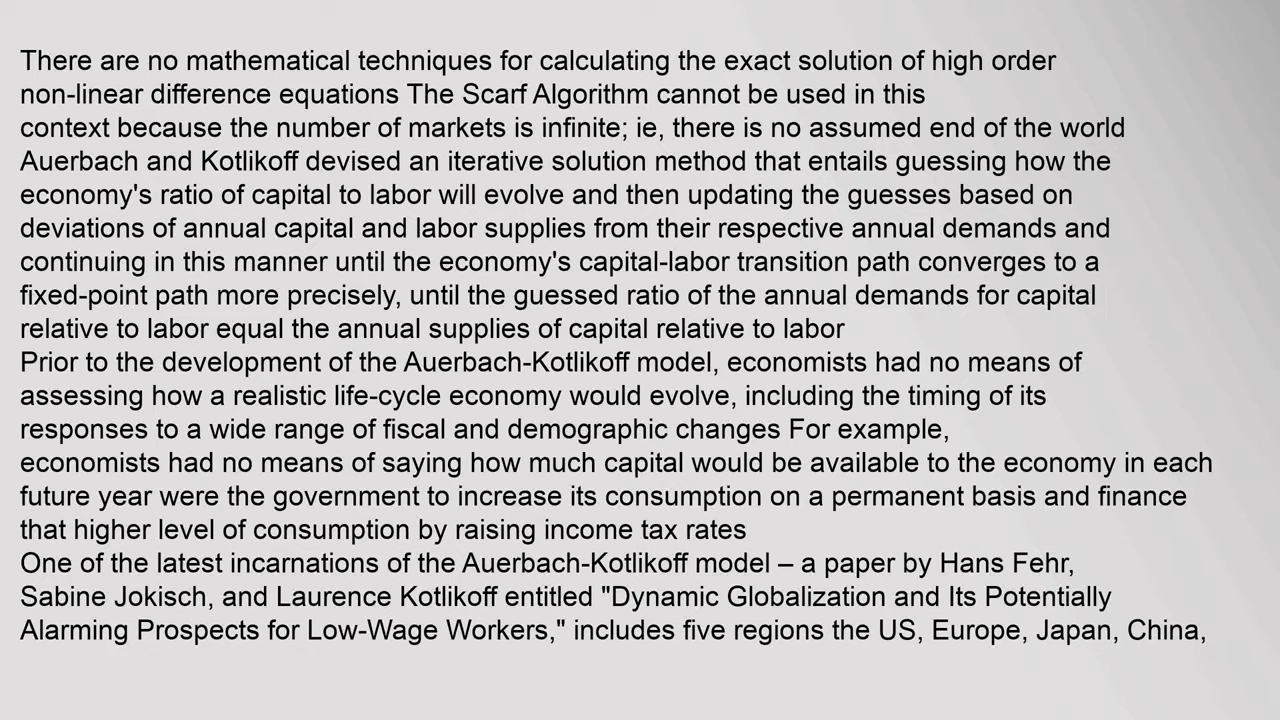 There are no mathematical techniques for calculating the exact solution of high order
non-linear difference equations The Scarf Algorithm cannot be used in this
context because the number of markets is infinite; ie, there is no assumed end of the world
Auerbach and Kotlikoff devised an iterative solution method that entails guessing how the
economy's ratio of capital to labor will evolve and then updating the guesses based on
deviations of annual capital and labor supplies from their respective annual demands and
continuing in this manner until the economy's capital-labor transition path converges to a
fixed-point path more precisely, until the guessed ratio of the annual demands for capital
relative to labor equal the annual supplies of capital relative to labor
Prior to the development of the Auerbach-Kotlikoff model, economists had no means of
assessing how a realistic life-cycle economy would evolve, including the timing of its
responses to a wide range of fiscal and demographic changes For example,
economists had no means of saying how much capital would be available to the economy in each
future year were the government to increase its consumption on a permanent basis and finance
that higher level of consumption by raising income tax rates
One of the latest incarnations of the Auerbach-Kotlikoff model – a paper by Hans Fehr,
Sabine Jokisch, and Laurence Kotlikoff entitled "Dynamic Globalization and Its Potentially
Alarming Prospects for Low-Wage Workers," includes five regions the US, Europe, Japan, China,